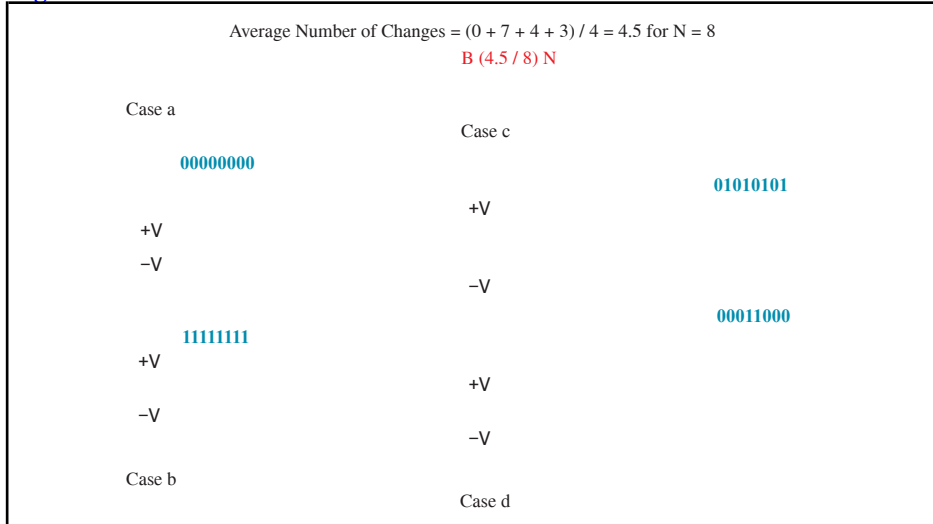 Average Number of Changes = (0 + 7 + 4 + 3) / 4 = 4.5 for N = 8
B (4.5 / 8) N
Case a
Case c
00000000
01010101
+V
+V
−V
−V
00011000
11111111
+V
+V
−V
−V
Case b
Case d